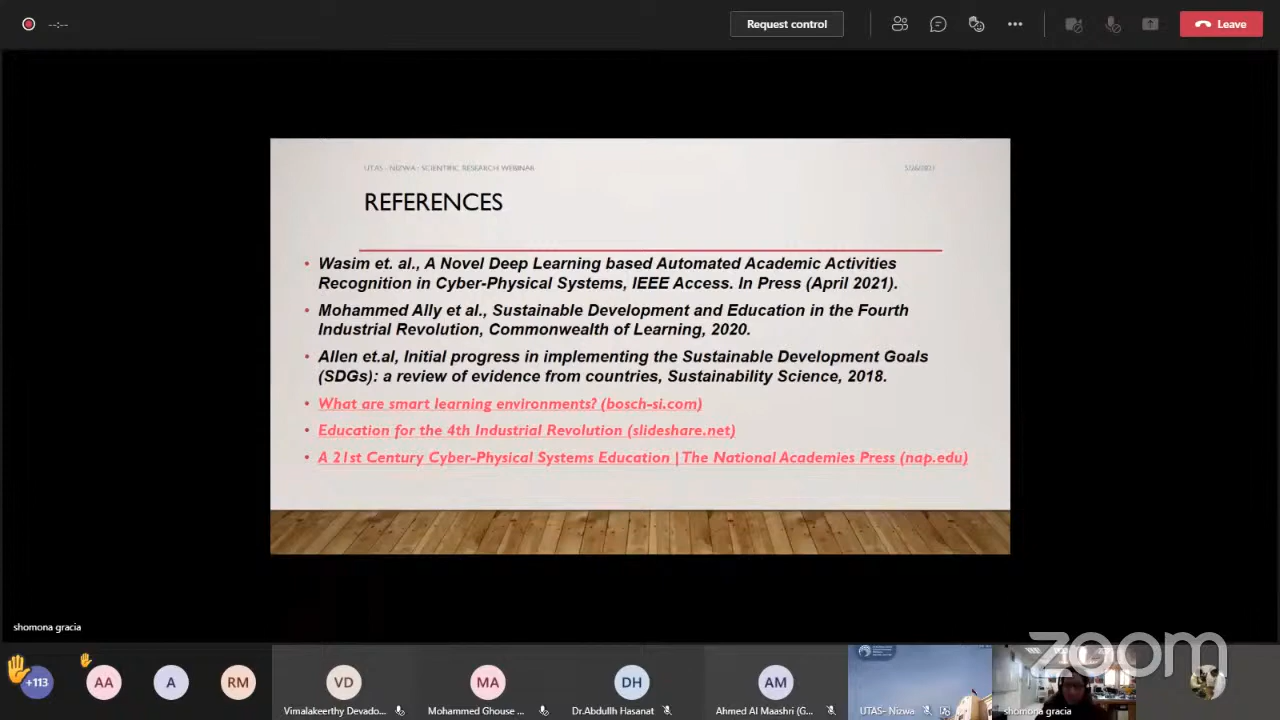 --:--
Request control
Leave
UTAS - NIZWA - SCIENTIFIC RESEARCH WEBINAR
5/26/2021
REFERENCES
• Wasim et. al., A Novel Deep Learning based Automated Academic Activities
Recognition in Cyber-Physical Systems, IEEE Access. In Press (April 2021).
• Mohammed Ally et al., Sustainable Development and Education in the Fourth
Industrial Revolution, Commonwealth of Learning, 2020.
• Allen et.al, Initial progress in implementing the Sustainable Development Goals
(SDGs): a review of evidence from countries, Sustainability Science, 2018.
• What are smart learning environments? (bosch-si.com)
• Education for the 4th Industrial Revolution (slideshare.net)
• A 21st Century Cyber-Physical Systems Education | The National Academies Press (nap.edu)
shomona gracia
zoom
+113
AA
A
RM
VD
MA
DH
AM
Vimalakeerthy Devado...
Mohammed Ghouse ...
Dr.Abdullh Hasanat
Ahmed Al Maashri (G...
UTAS- Nizwa
shomona gracia